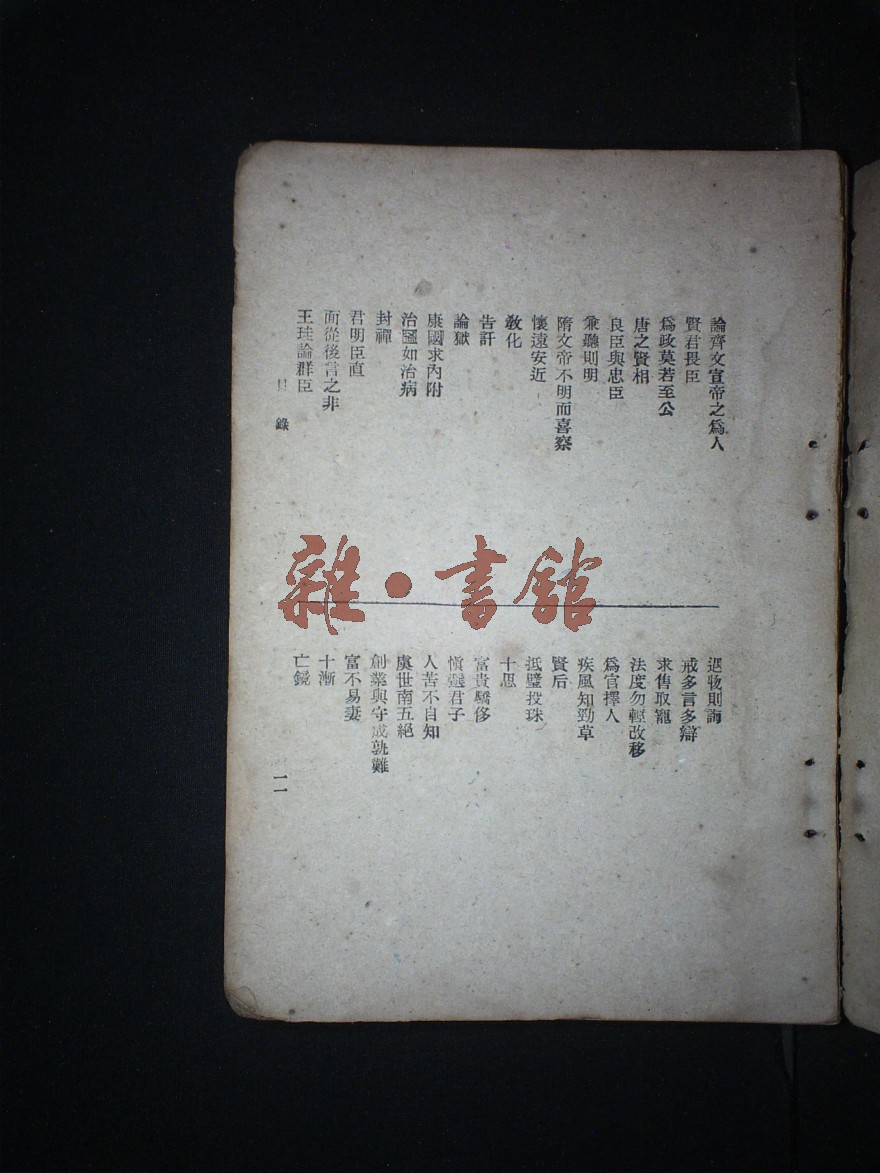 論齊文宣帝之爲人
賢君畏臣
爲政莫若至公
唐之賢相
良臣與忠臣
兼聽則明
隋文帝不明而喜察
懷遠安近
敎化
告訐
論獄
康國求內附
治國如治病
封禪
君明臣直
面從後言之非
王珪論群臣
遇物則誨
戒多言多辯
求售取寵
法度勿輕改移
爲官擇人
疾風知勁草
賢后
抵璧投珠
十思
富貴驕侈
愼疑君子
人苦不自知
虞世南五絕
創業與守成孰難
富不易妻
十漸
亡鏡
目錄
一一
雜·書館